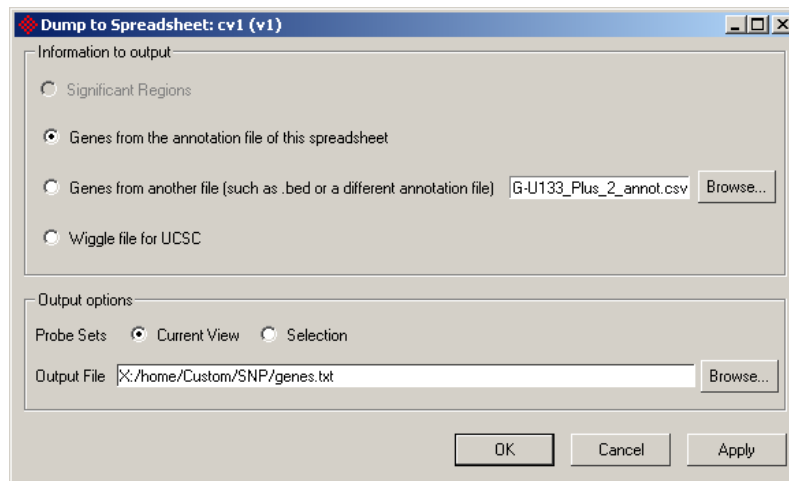 Dump to Spreadsheet: cv1 (v1)
Information to output
Significant Regions
Genes from the annotation file of this spreadsheet
Genes from another file (such as .bed or a different annotation file) G-U133_Plus_2_annot.csv Browse...
Wiggle file for UCSC
Output options
Probe Sets Current View Selection
Output File X:/home/Custom/SNP/genes.txt Browse...
OK Cancel Apply